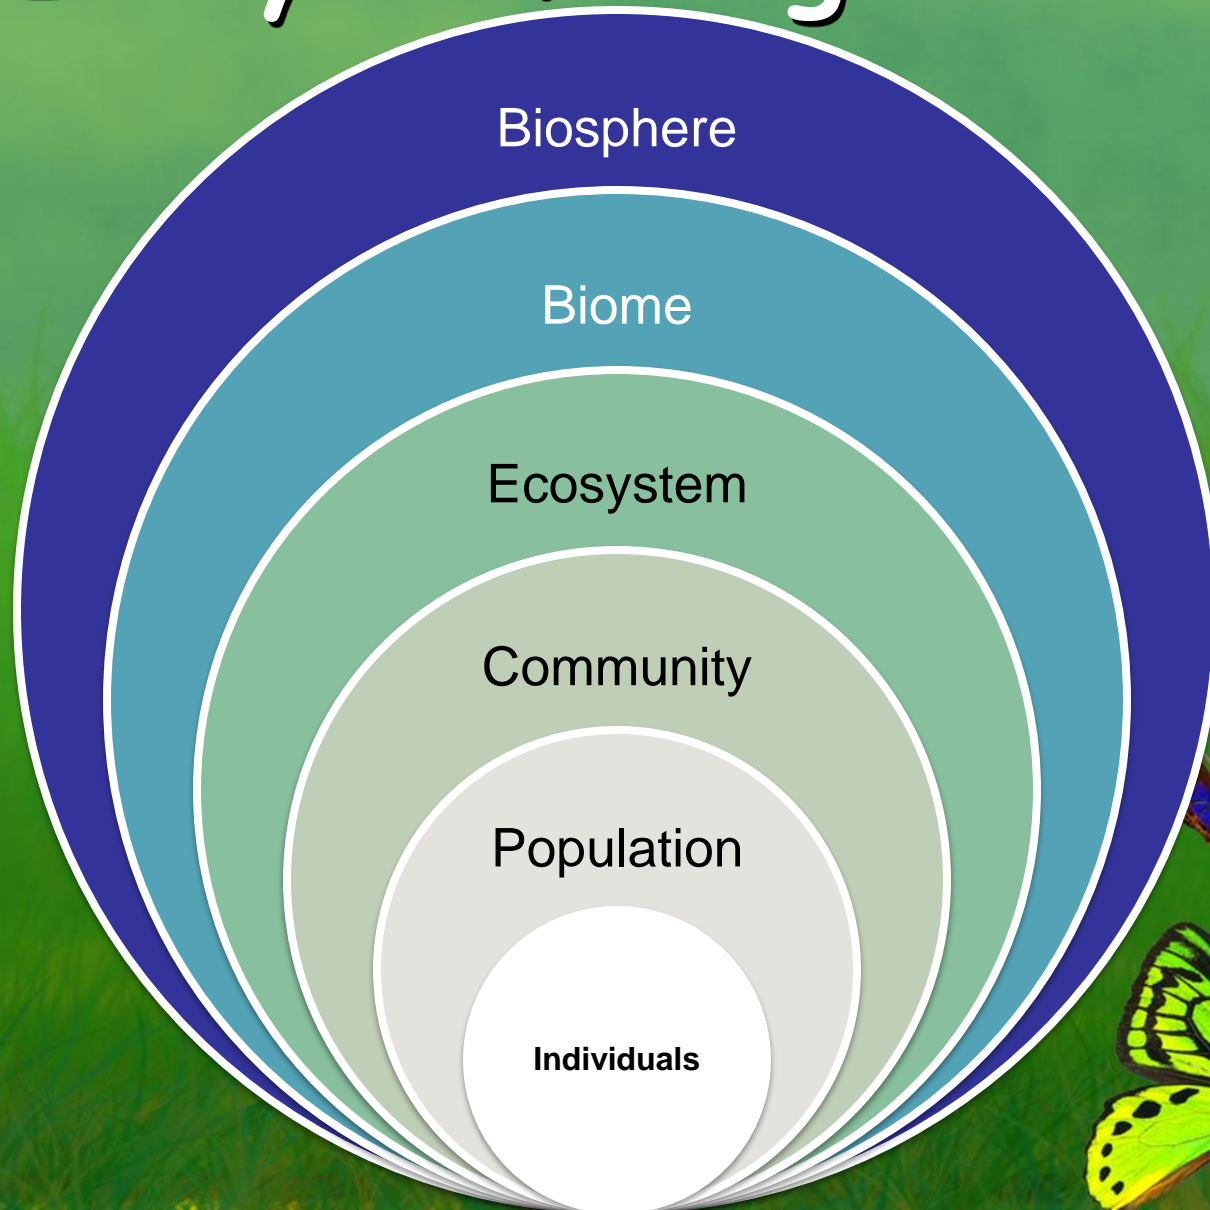 Biosphere
Biome
Ecosystem
Community
Population
Individuals